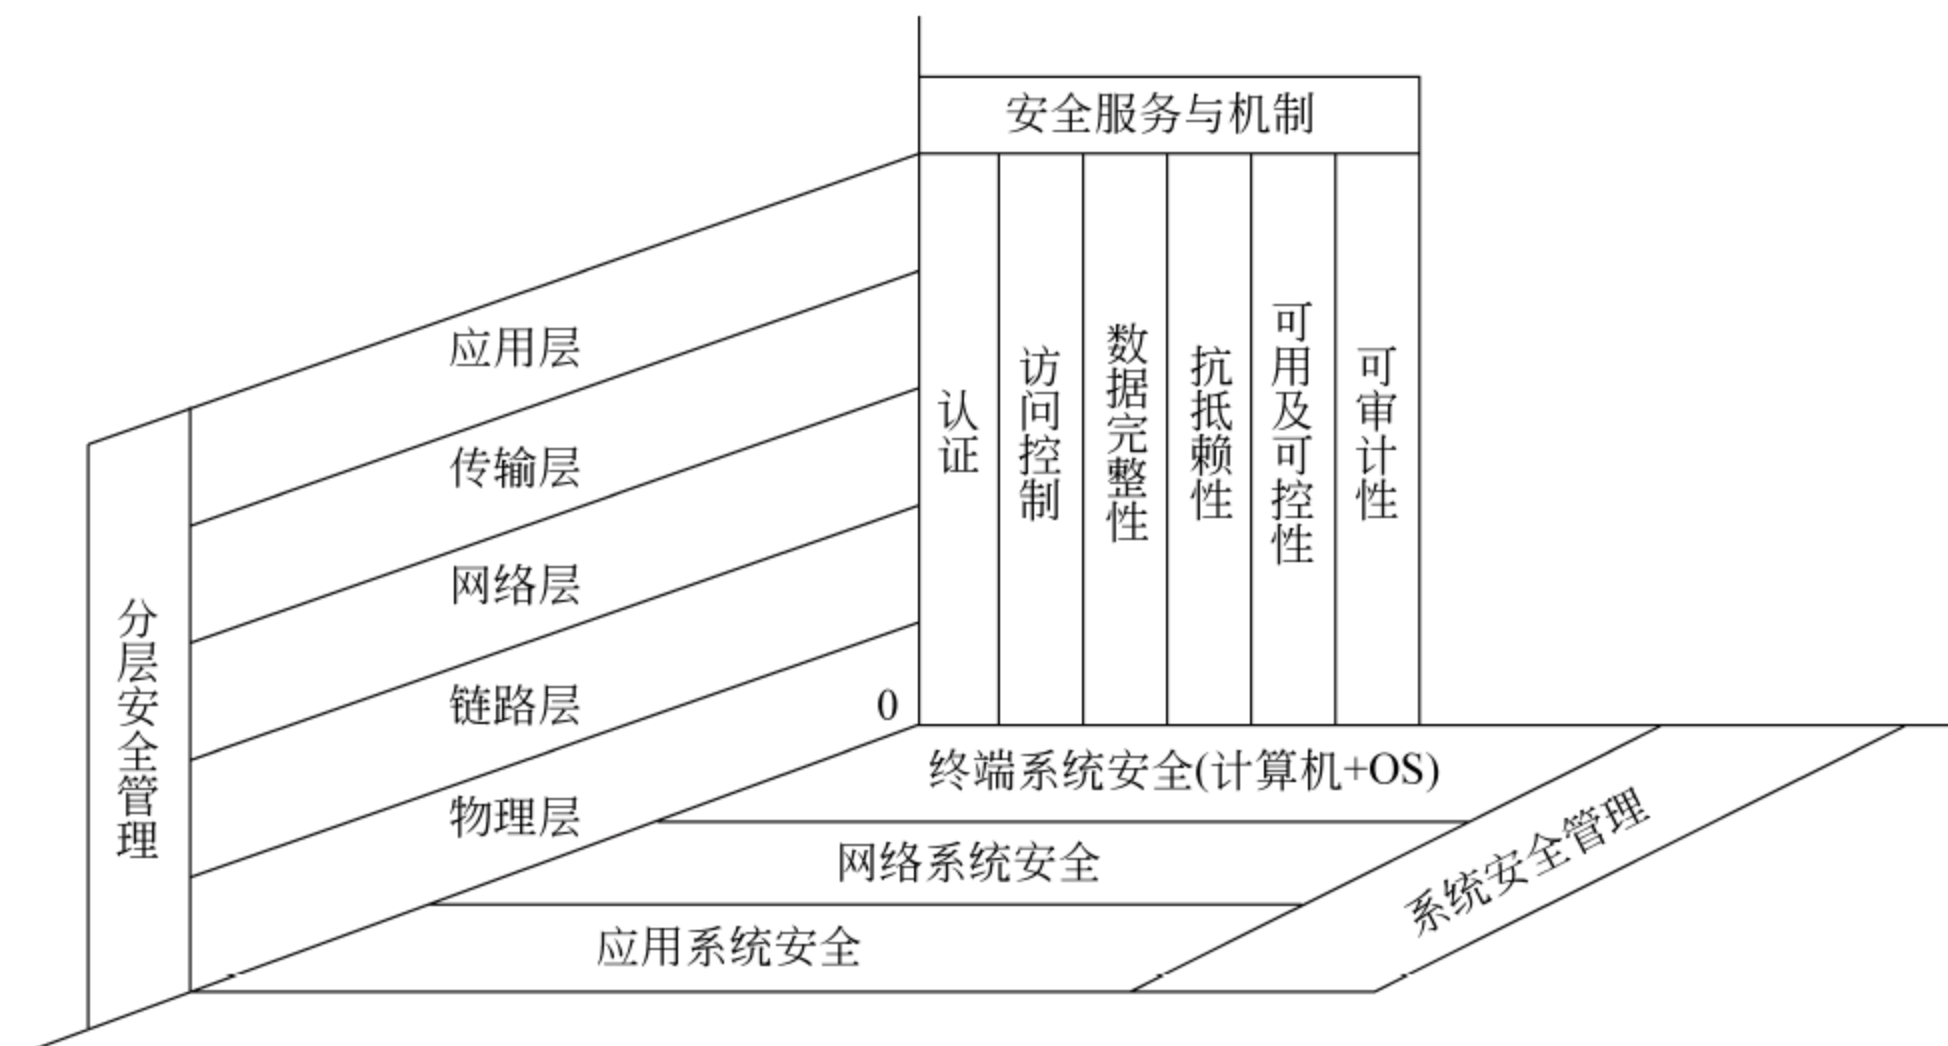 安全服务与机制
认证
访问控制
数据完整性
抗抵赖性
可用及可控性
可审计性
应用层
传输层
网络层
链路层
物理层
分层安全管理
0
终端系统安全(计算机+OS)
网络系统安全
应用系统安全
系统安全管理